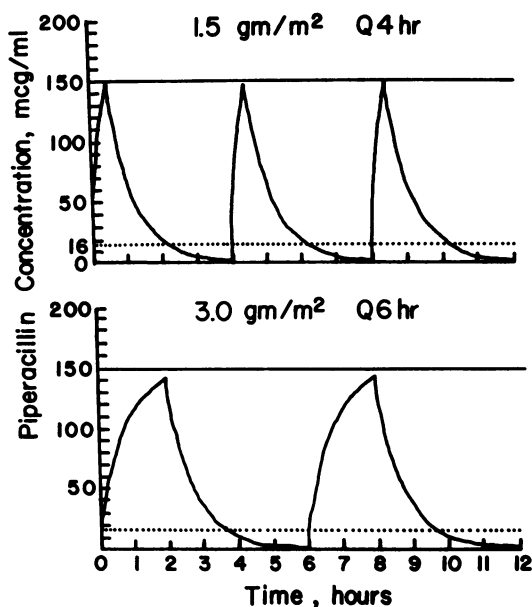 1.5 gm/m² Q4 hr
200
150
100
50
16
0
3.0 gm/m² Q6 hr
200
150
100
50
0 1 2 3 4 5 6 7 8 9 10 11 12
Time, hours
Piperacillin Concentration, mcg/ml